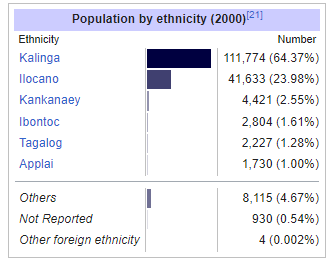 Population by ethnicity (2000)[21]
Ethnicity Number
Kalinga 111,774 (64.37%)
Ilocano 41,633 (23.98%)
Kankanaey 4,421 (2.55%)
Ibontoc 2,804 (1.61%)
Tagalog 2,227 (1.28%)
Applai 1,730 (1.00%)
Others 8,115 (4.67%)
Not Reported 930 (0.54%)
Other foreign ethnicity 4 (0.002%)